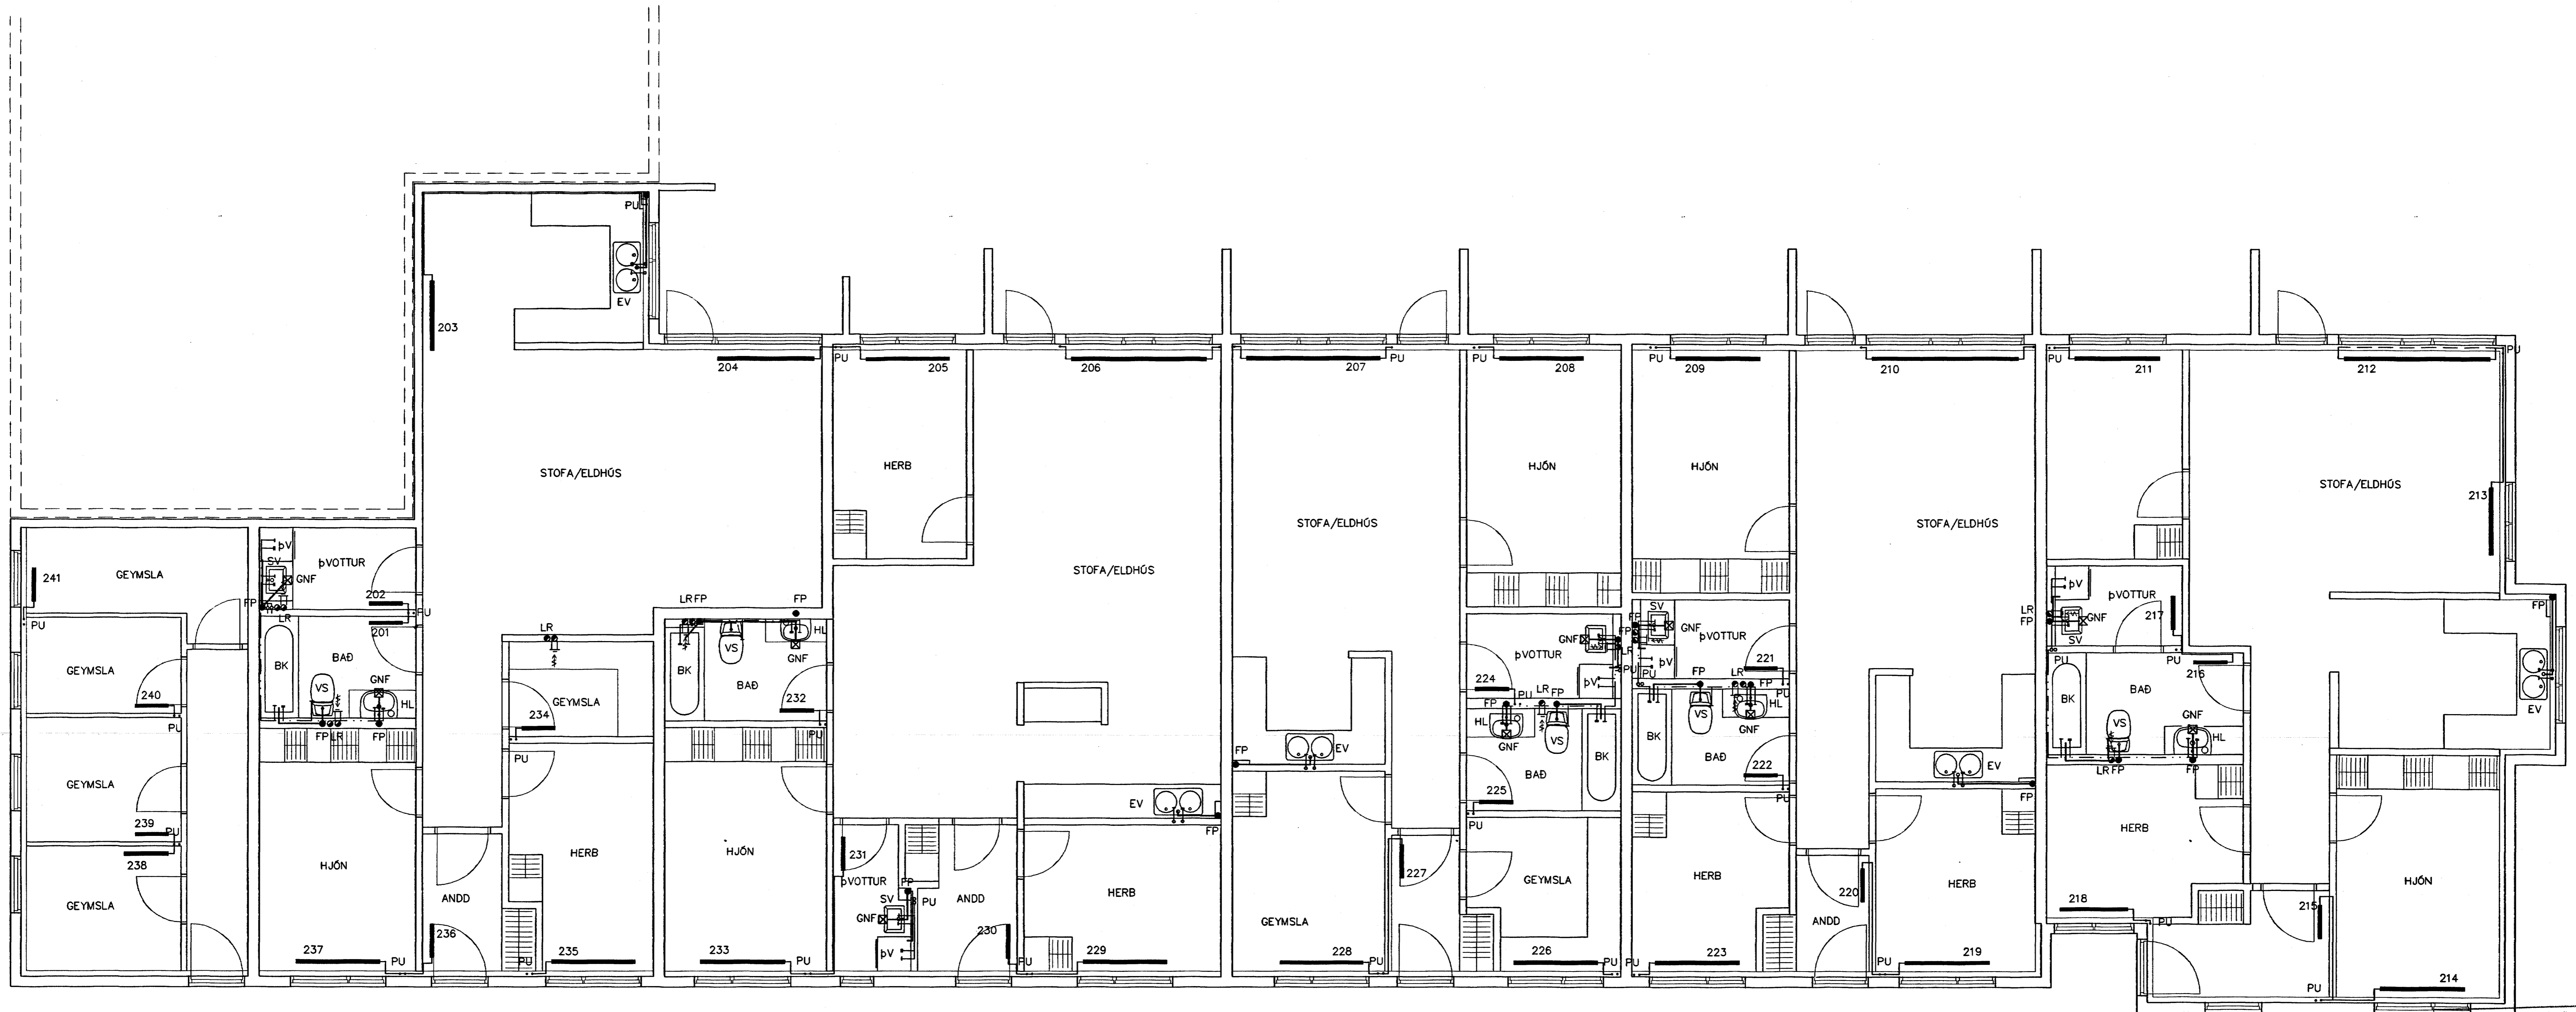 PU
EV
203
204
PU
205
206
207
PU
PU
208
PU
209
210
PU
211
PU
212
STOFA/ELDHÚS
HERB
HJÓN
HJÓN
STOFA/ELDHÚS
213
STOFA/ELDHÚS
STOFA/ELDHÚS
STOFA/ELDHÚS
þV
SV
GNF
þVOTTUR
241
GEYMSLA
202
FP
PU
LR
201
PU
LR FP
FP
HL
VS
GNF
BK
BAÐ
232
LR
GEYMSLA
234
BK
BAÐ
VS
GNF
HL
FP
LR
FP
GEYMSLA
240
PU
PU
PU
GNF
FP
LR
PU
þVOTTUR
þV
224
PU
LR
FP
FP
HL
GNF
VS
BK
BAÐ
225
PU
SV
FP
GNF
þVOTTUR
þV
PU
221
FP
LR
FP
PU
HL
GNF
VS
BK
BAÐ
222
PU
þV
þVOTTUR
LR
FP
GNF
SV
217
PU
PU
216
BK
BAÐ
GNF
VS
HL
LR
FP
FP
FP
EV
FP
EV
EV
FP
EV
FP
GEYMSLA
239
PU
238
GEYMSLA
HJÓN
237
PU
ANDD
236
HERB
PU
235
HJÓN
233
PU
231
þVOTTUR
FP
SV
GNF
PU
þV
ANDD
230
PU
HERB
229
GEYMSLA
228
PU
227
GEYMSLA
226
PU
PU
HERB
223
220
ANDD
PU
HERB
219
HERB
218
PU
215
PU
HJÓN
214